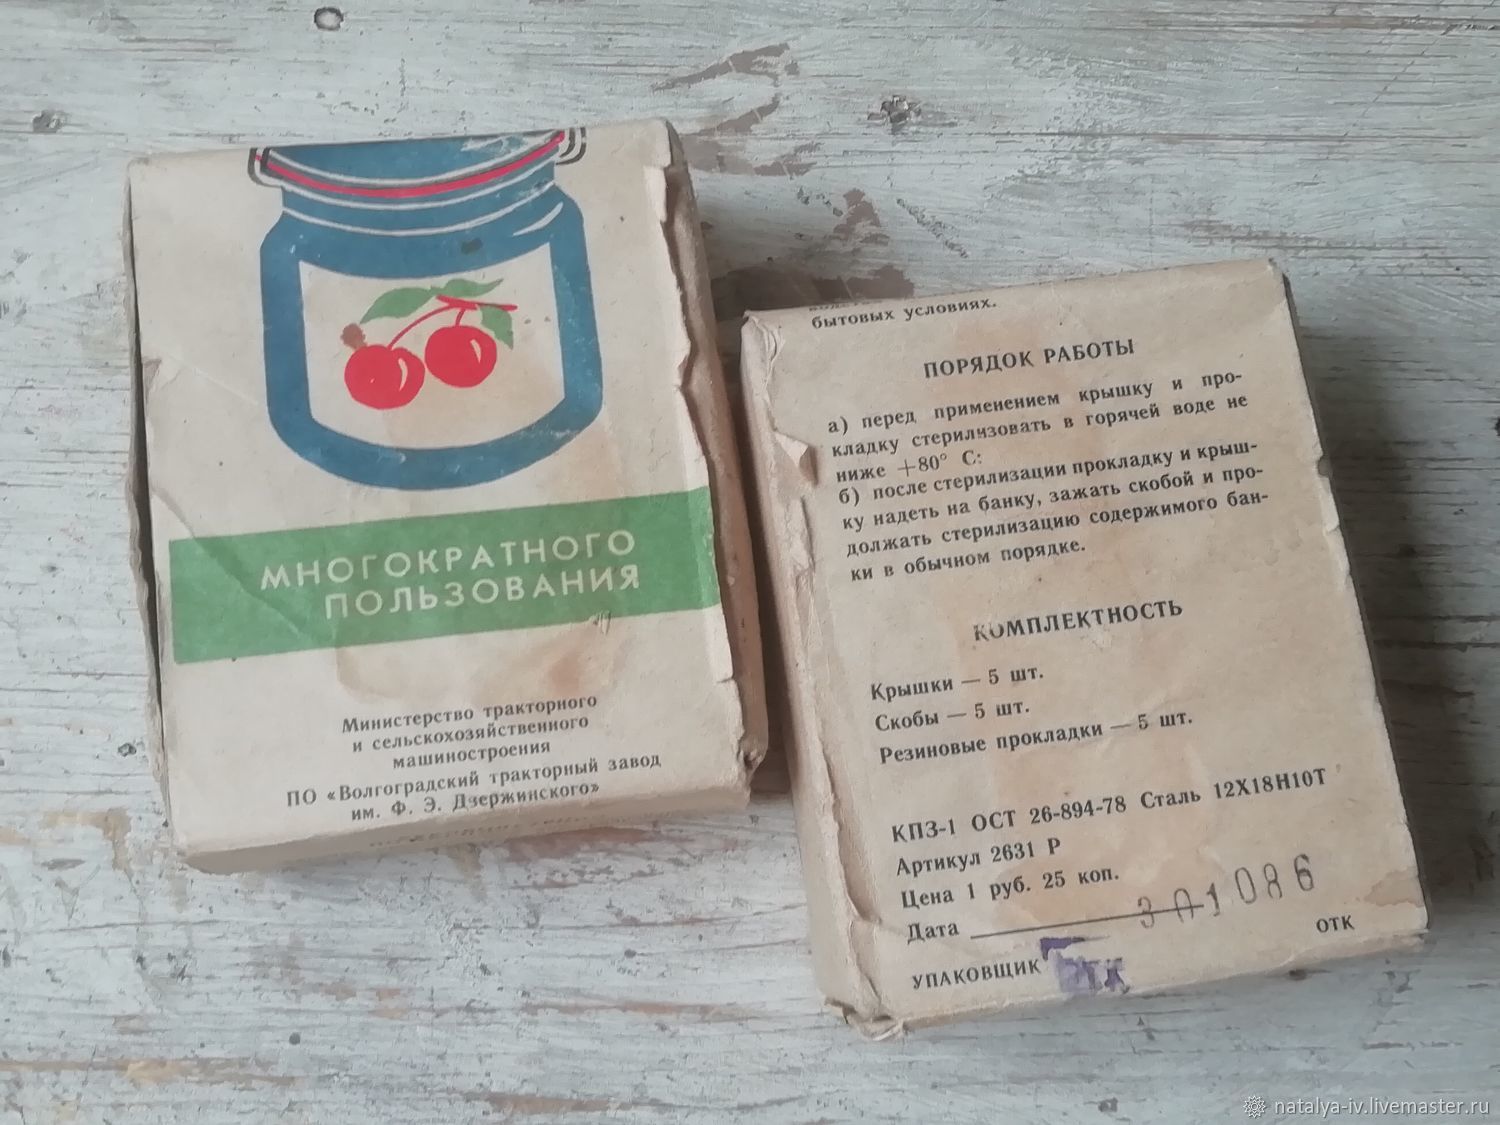 МНОГОКРАТНОГО
ПОЛЬЗОВАНИЯ
Министерство тракторного
и сельскохозяйственного
машиностроения
ПО «Волгоградский тракторный завод
им. Ф. Э. Дзержинского»
бытовых условиях.
ПОРЯДОК РАБОТЫ
а) перед применением крышку и про-
кладку стерилизовать в горячей воде не
ниже +80° С:
б) после стерилизации прокладку и крыш-
ку надеть на банку, зажать скобой и про-
должать стерилизацию содержимого бан-
ки в обычном порядке.
КОМПЛЕКТНОСТЬ
Крышки — 5 шт.
Скобы — 5 шт.
Резиновые прокладки — 5 шт.
КПЗ-1 ОСТ 26-894-78 Сталь 12Х18Н10Т
Артикул 2631 Р
Цена 1 руб. 25 коп.
Дата 301086
УПАКОВЩИК ОТК
natalya-iv.livemaster.ru